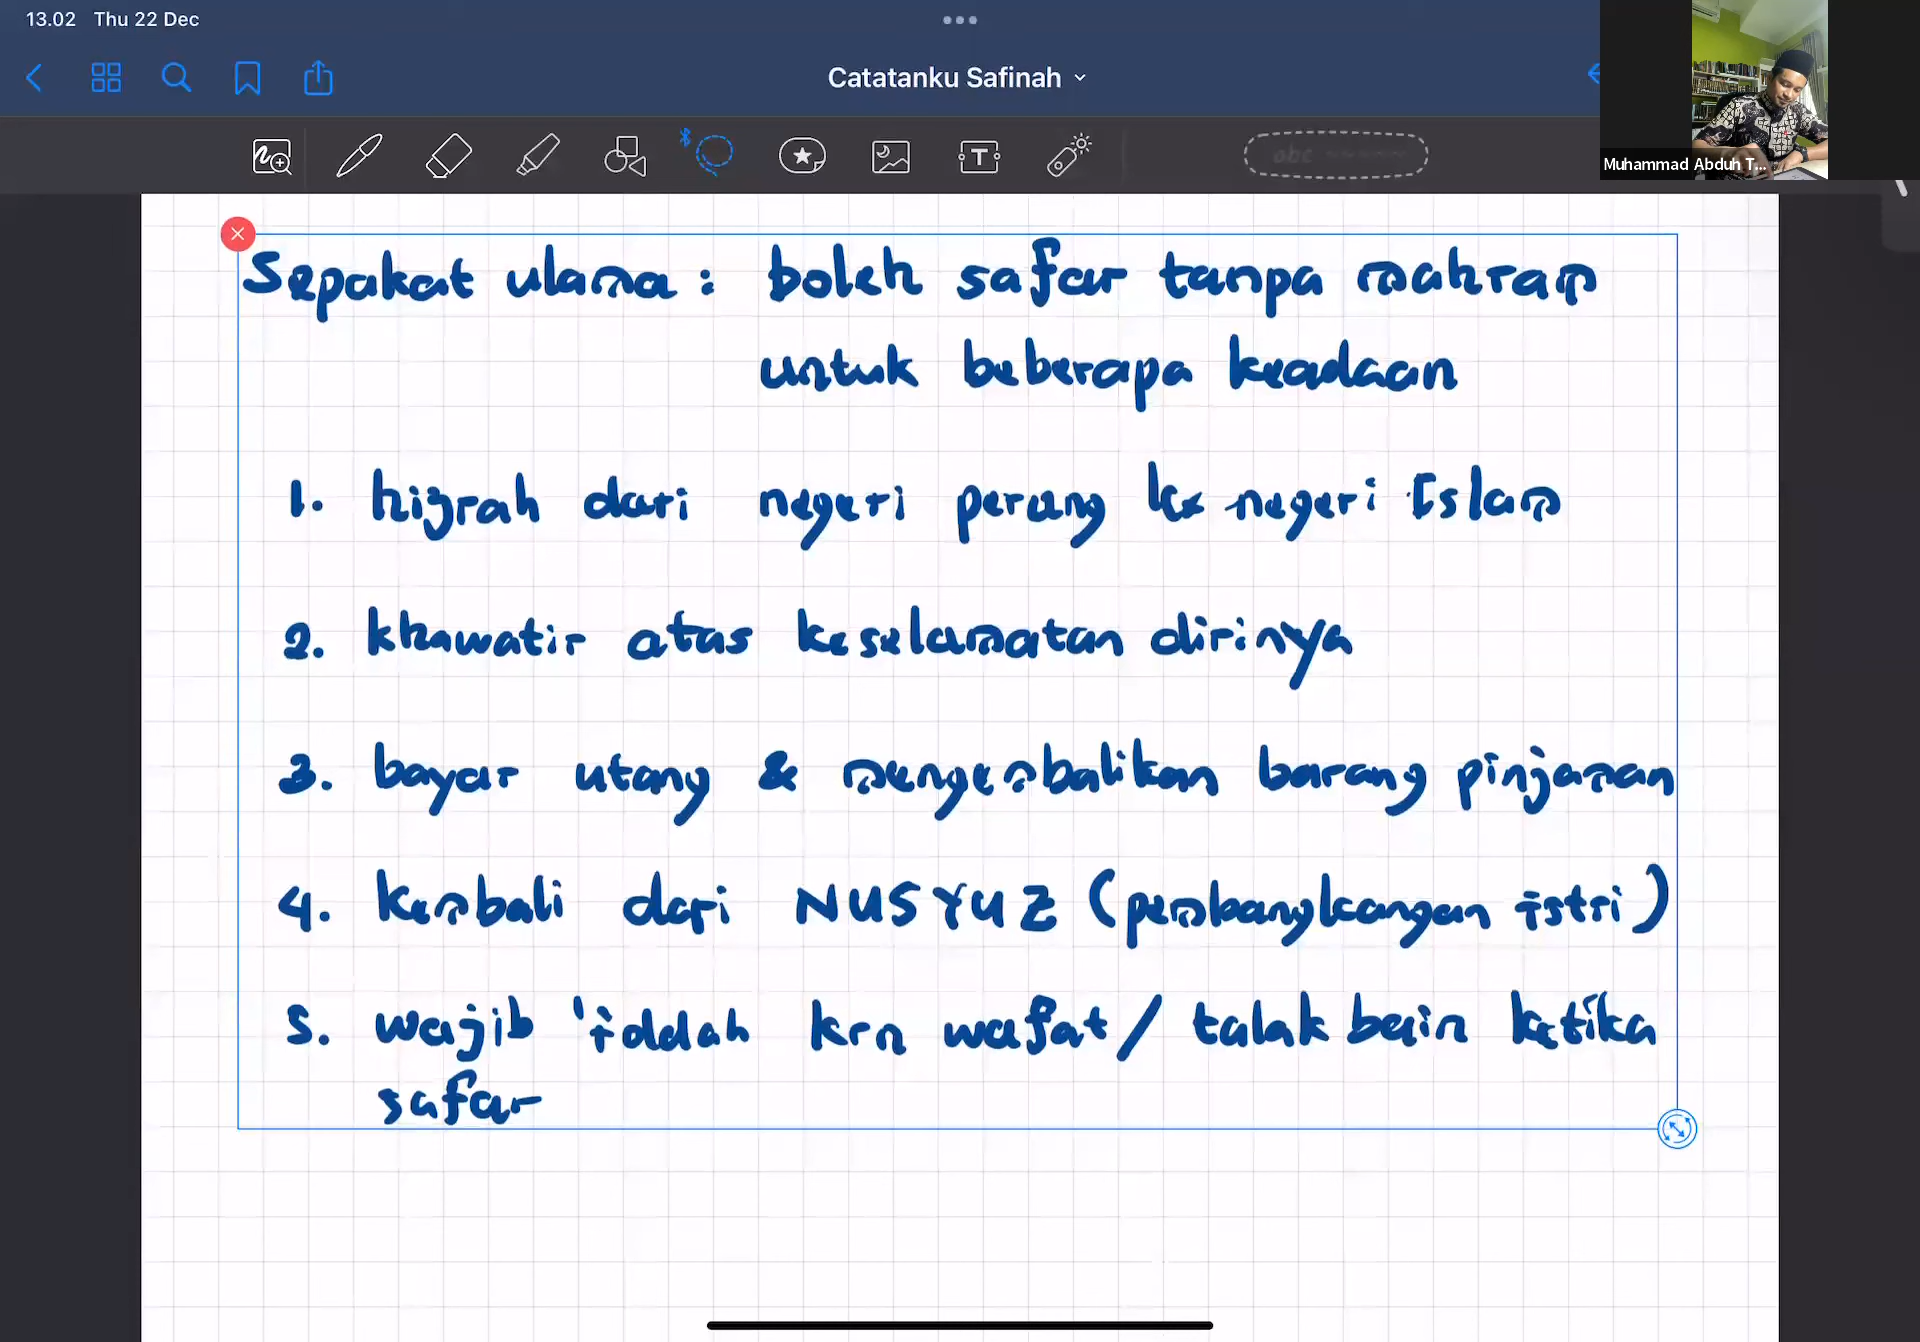 13.02 Thu 22 Dec
Catatanku Safinah
abc
Muhammad Abduh T...
Sepakat ulama : boleh safar tanpa mahram
untuk beberapa keadaan
1. hijrah dari negeri perang ke negeri Islam
2. khawatir atas keselamatan dirinya
3. bayar utang & mengembalikan barang pinjaman
4. kembali dari NUSYUZ (pembangkangan istri)
5. wajib 'iddah krn wafat / talak bain ketika
safar